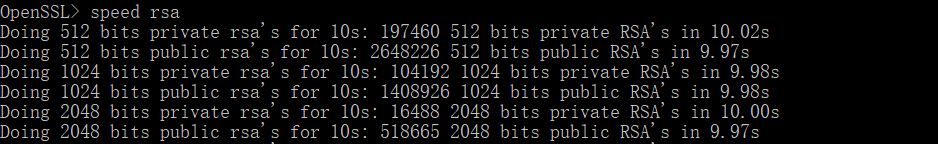 OpenSSL> speed rsa
Doing 512 bits private rsa's for 10s: 197460 512 bits private RSA's in 10.02s
Doing 512 bits public rsa's for 10s: 2648226 512 bits public RSA's in 9.97s
Doing 1024 bits private rsa's for 10s: 104192 1024 bits private RSA's in 9.98s
Doing 1024 bits public rsa's for 10s: 1408926 1024 bits public RSA's in 9.98s
Doing 2048 bits private rsa's for 10s: 16488 2048 bits private RSA's in 10.00s
Doing 2048 bits public rsa's for 10s: 518665 2048 bits public RSA's in 9.97s